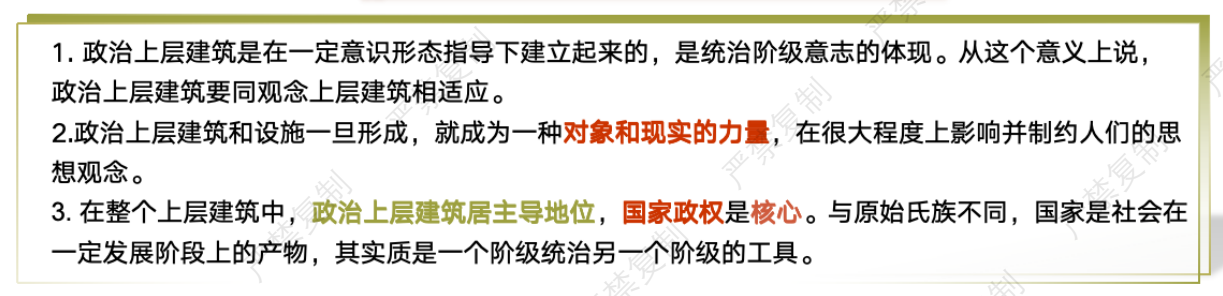 1. 政治上层建筑是在一定意识形态指导下建立起来的，是统治阶级意志的体现。从这个意义上说，
政治上层建筑要同观念上层建筑相适应。
2.政治上层建筑和设施一旦形成，就成为一种对象和现实的力量，在很大程度上影响并制约人们的思
想观念。
3. 在整个上层建筑中，政治上层建筑居主导地位，国家政权是核心。与原始氏族不同，国家是社会在
一定发展阶段上的产物，其实质是一个阶级统治另一个阶级的工具。
严禁复制
严禁复制
严禁复制
严禁复制
严禁复制